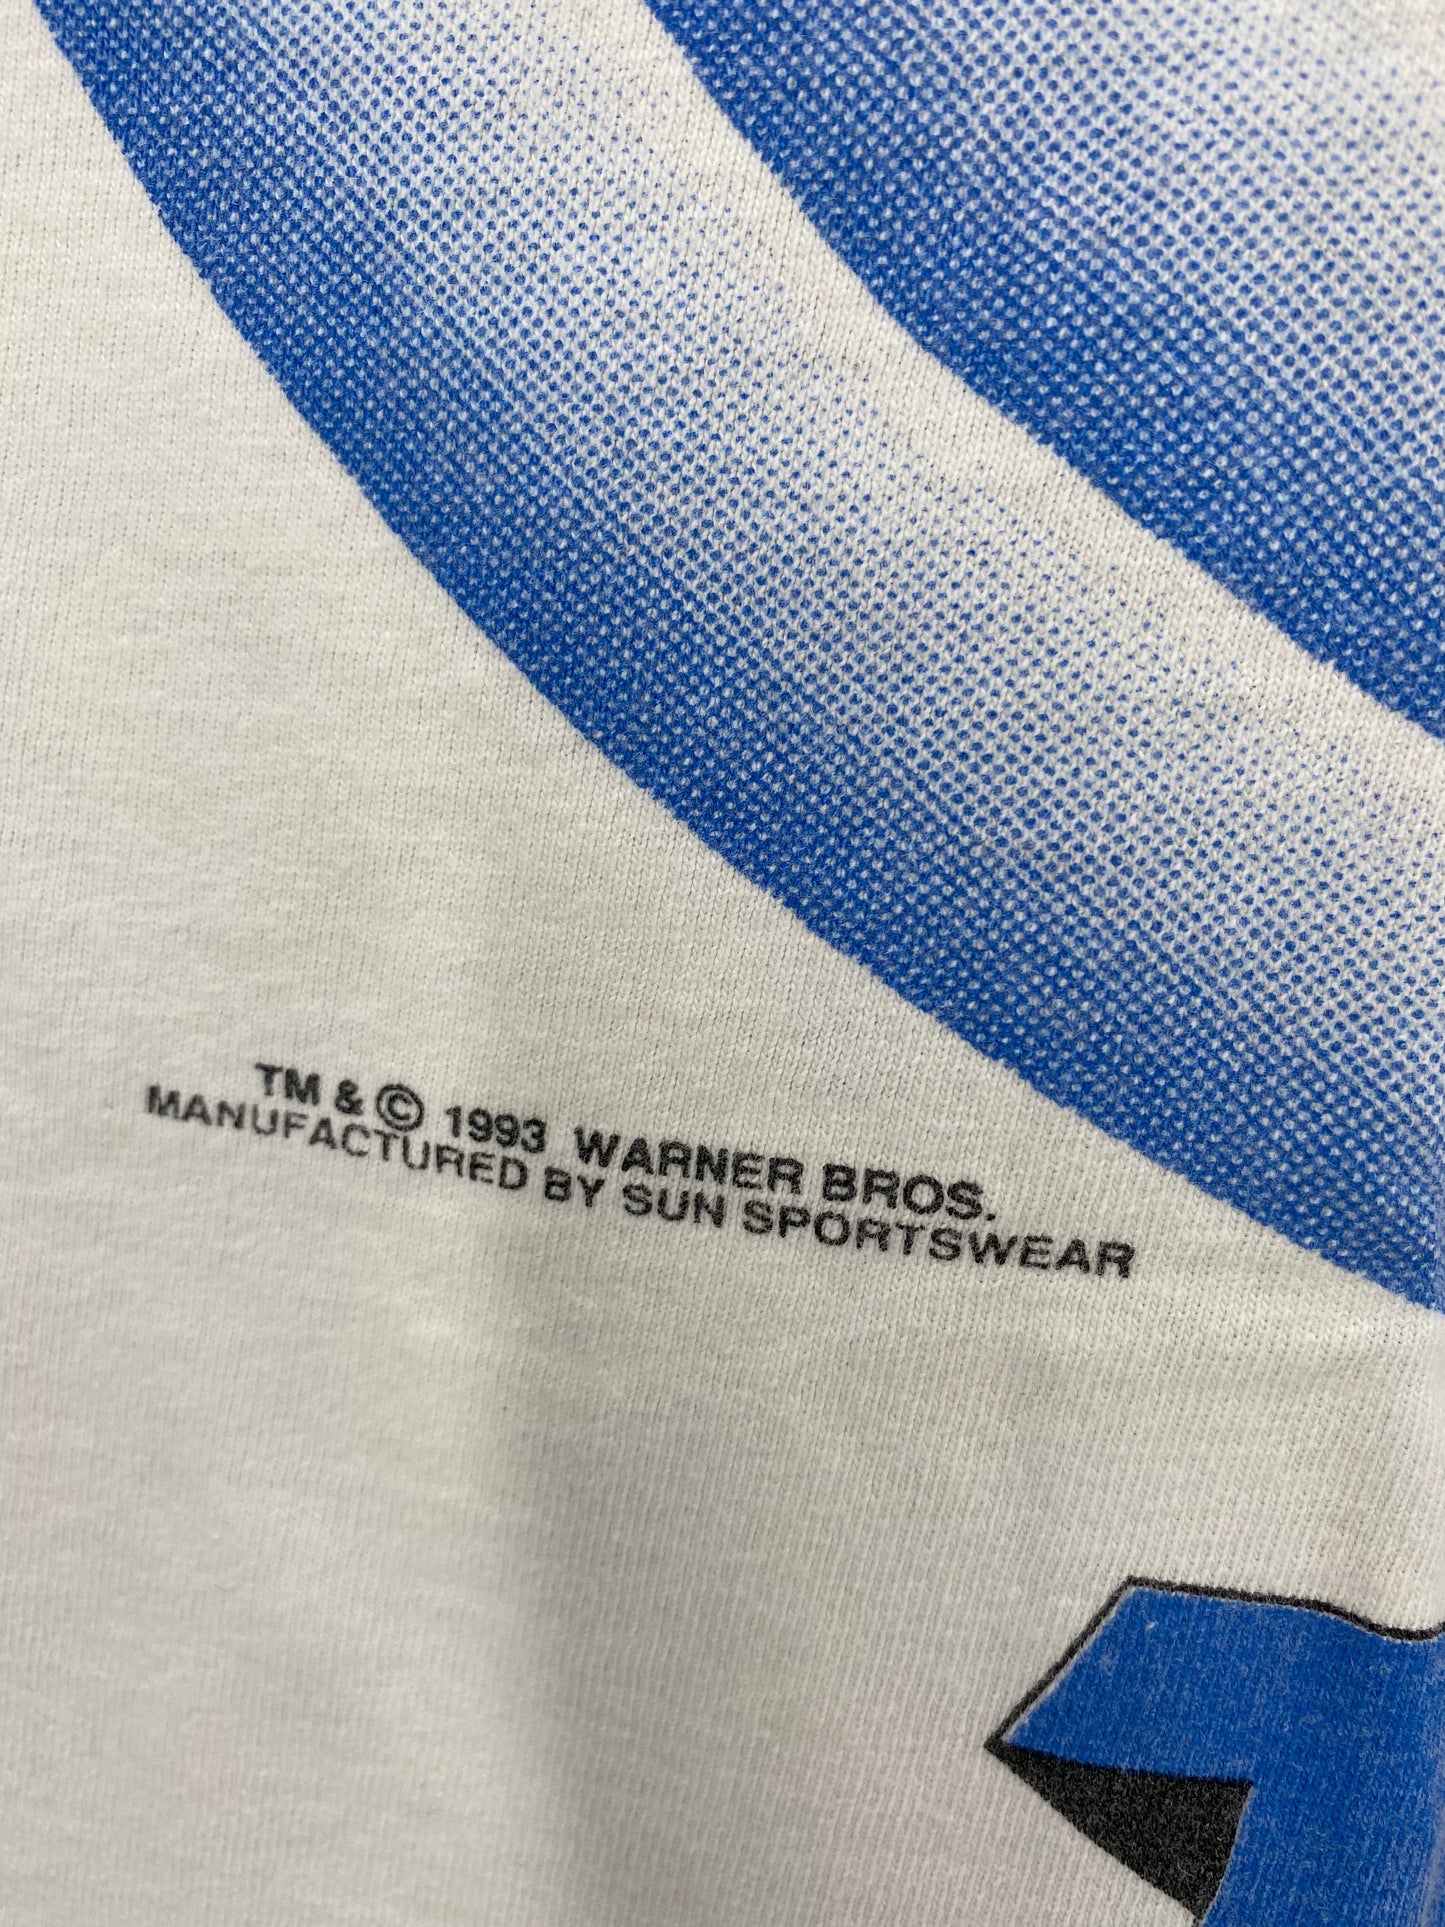 TM & © 1993 WARNER BROS.
MANUFACTURED BY SUN SPORTSWEAR